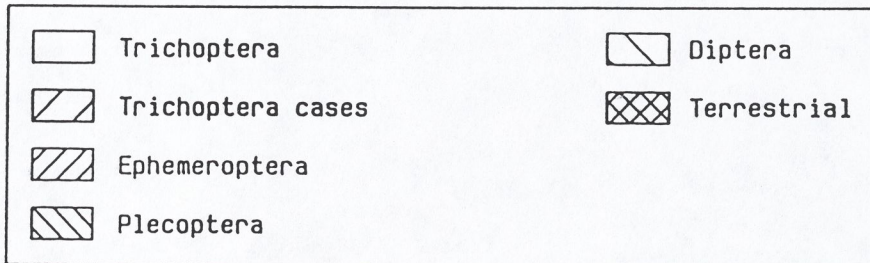 Trichoptera
Trichoptera cases
Ephemeroptera
Plecoptera
Diptera
Terrestrial